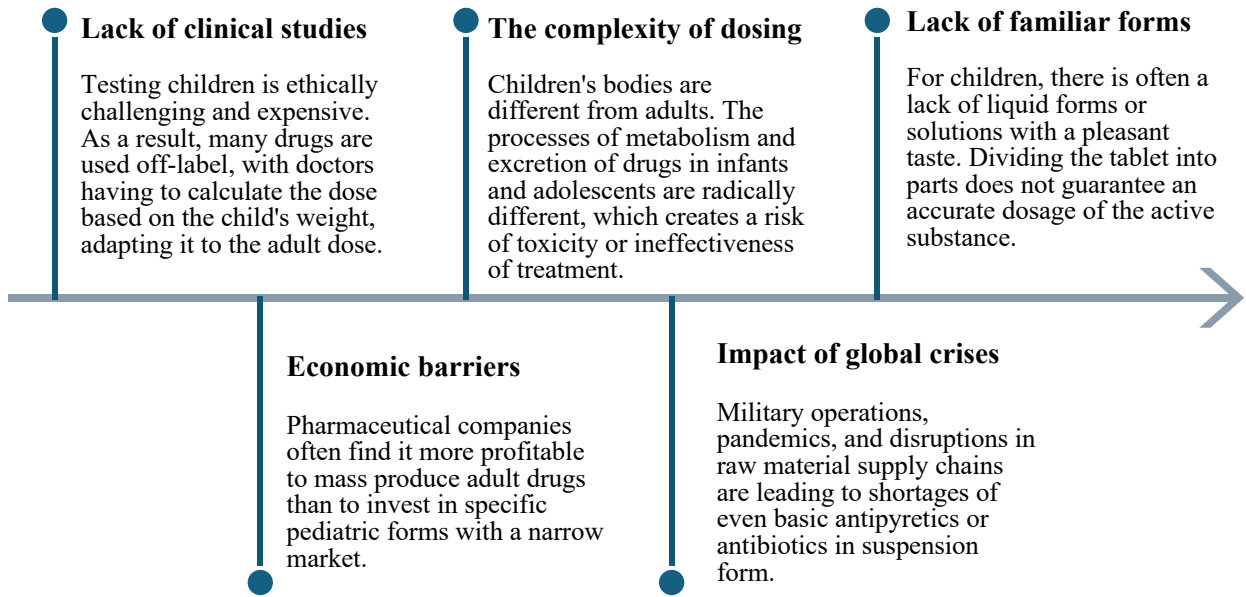 Lack of clinical studies
Testing children is ethically
challenging and expensive.
As a result, many drugs are
used off-label, with doctors
having to calculate the dose
based on the child's weight,
adapting it to the adult dose.
Economic barriers
Pharmaceutical companies
often find it more profitable
to mass produce adult drugs
than to invest in specific
pediatric forms with a narrow
market.
The complexity of dosing
Children's bodies are
different from adults. The
processes of metabolism and
excretion of drugs in infants
and adolescents are radically
different, which creates a risk
of toxicity or ineffectiveness
of treatment.
Impact of global crises
Military operations,
pandemics, and disruptions in
raw material supply chains
are leading to shortages of
even basic antipyretics or
antibiotics in suspension
form.
Lack of familiar forms
For children, there is often a
lack of liquid forms or
solutions with a pleasant
taste. Dividing the tablet into
parts does not guarantee an
accurate dosage of the active
substance.